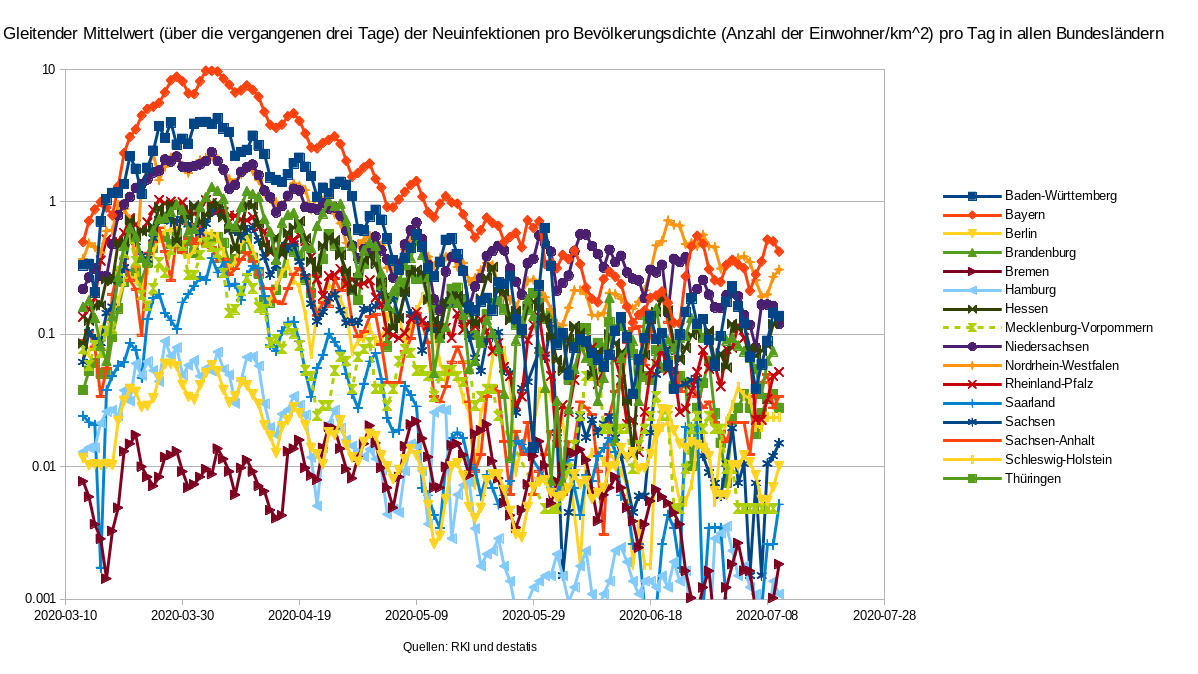 Gleitender Mittelwert (über die vergangenen drei Tage) der Neuinfektionen pro Bevölkerungsdichte (Anzahl der Einwohner/km^2) pro Tag in allen Bundesländern
10
1
0.1
0.01
0.001
2020-03-10 2020-03-30 2020-04-19 2020-05-09 2020-05-29 2020-06-18 2020-07-08 2020-07-28
Quellen: RKI und destatis
Baden-Württemberg
Bayern
Berlin
Brandenburg
Bremen
Hamburg
Hessen
Mecklenburg-Vorpommern
Niedersachsen
Nordrhein-Westfalen
Rheinland-Pfalz
Saarland
Sachsen
Sachsen-Anhalt
Schleswig-Holstein
Thüringen